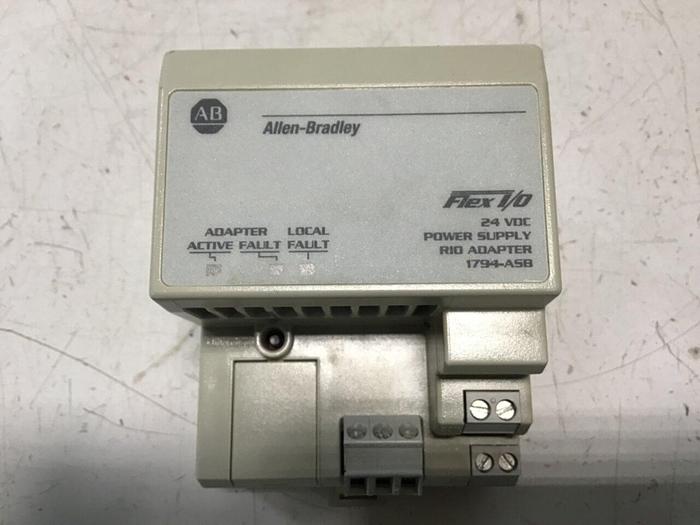 AB
Allen-Bradley
Flex I/O
24 VDC
POWER SUPPLY
RIO ADAPTER
1794-ASB
ADAPTER LOCAL
ACTIVE FAULT FAULT